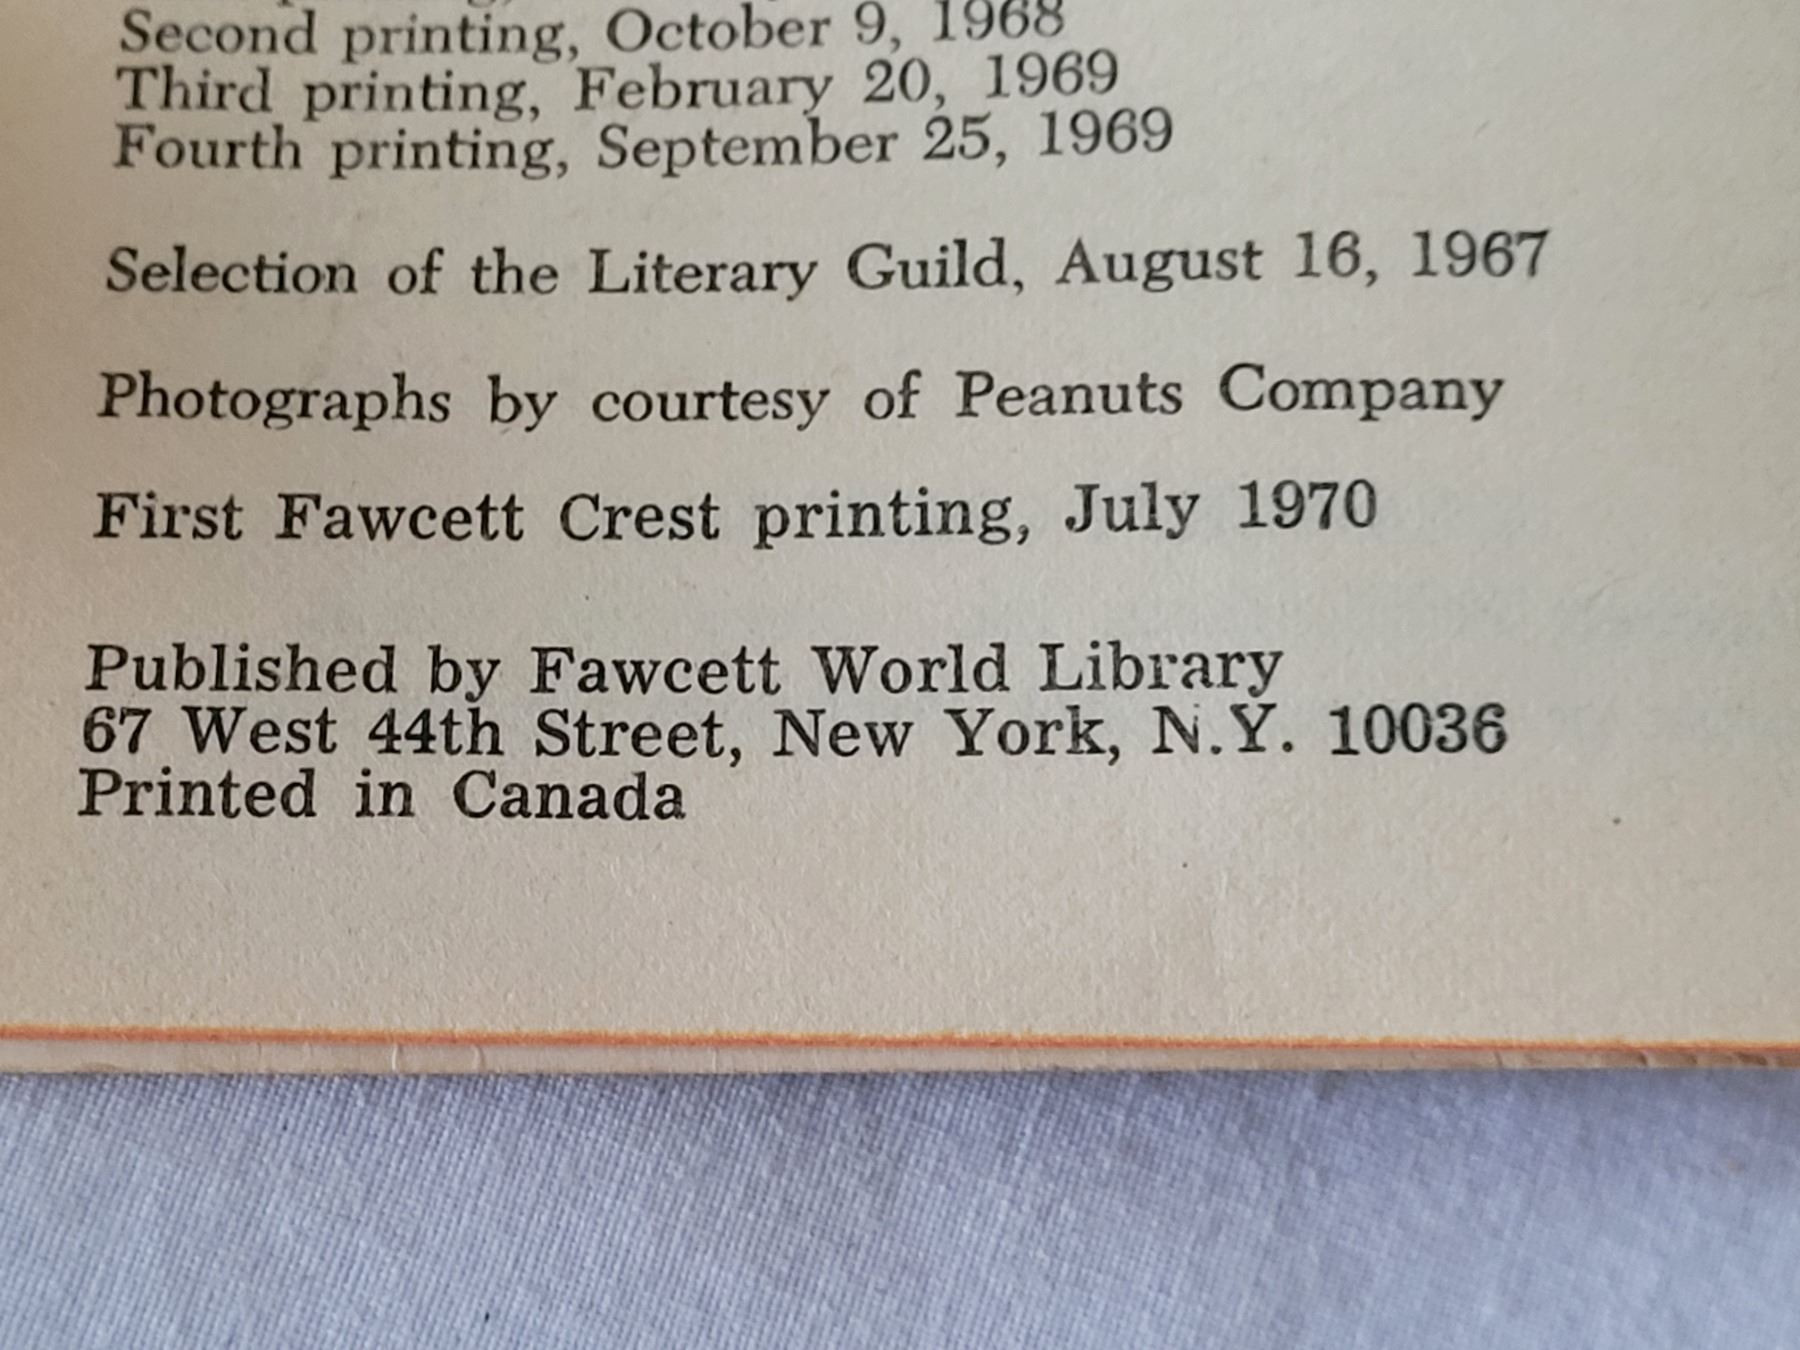 Second printing, October 9, 1968
Third printing, February 20, 1969
Fourth printing, September 25, 1969
Selection of the Literary Guild, August 16, 1967
Photographs by courtesy of Peanuts Company
First Fawcett Crest printing, July 1970
Published by Fawcett World Library
67 West 44th Street, New York, N.Y. 10036
Printed in Canada